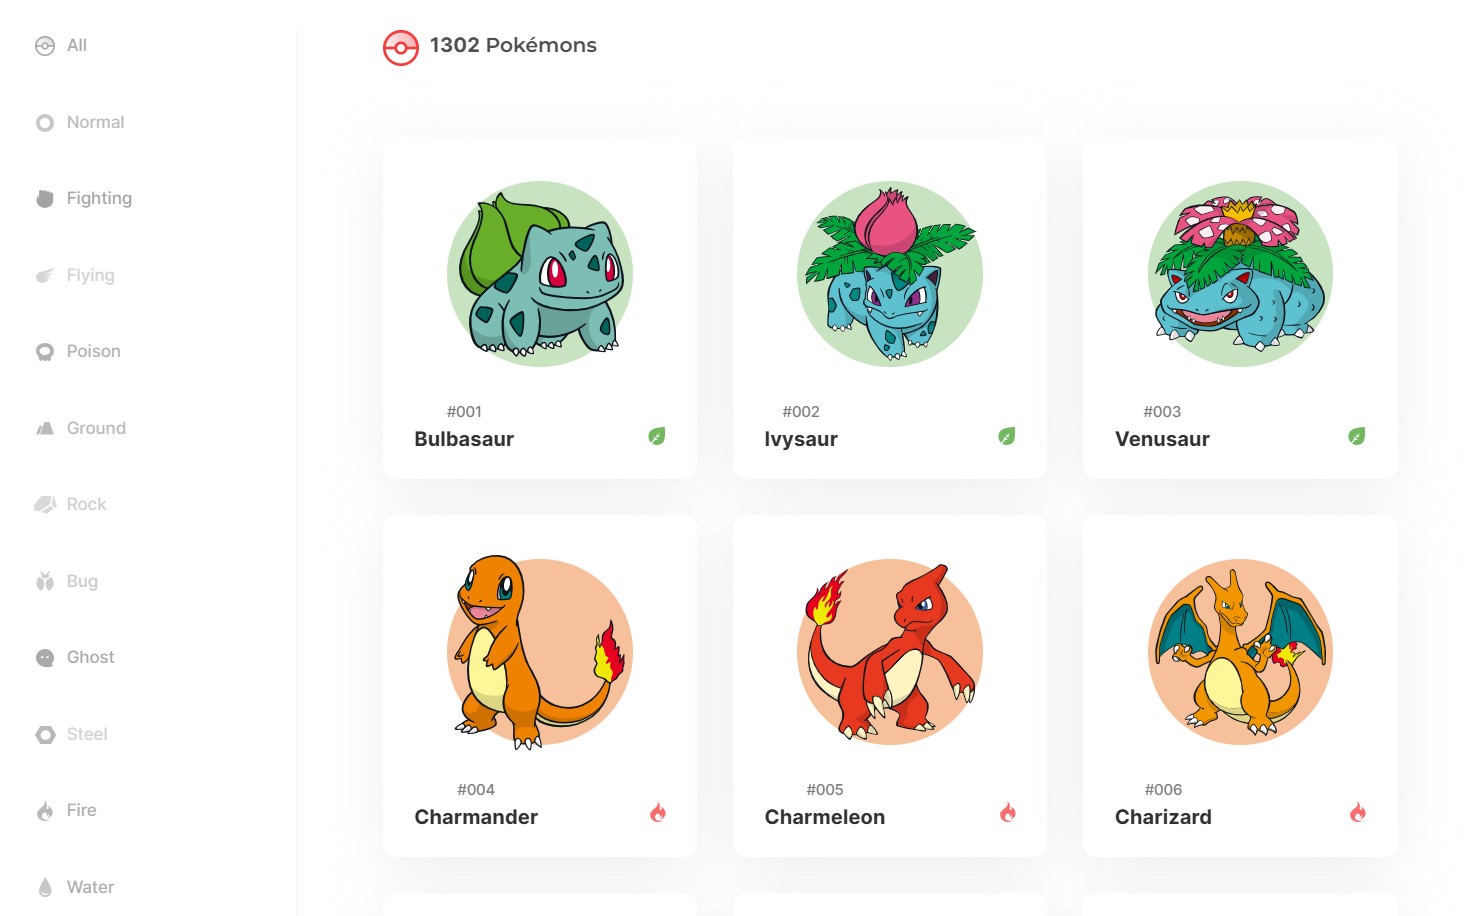 All
Normal
Fighting
Flying
Poison
Ground
Rock
Bug
Ghost
Steel
Fire
Water
1302 Pokémons
#001
Bulbasaur
#002
Ivysaur
#003
Venusaur
#004
Charmander
#005
Charmeleon
#006
Charizard